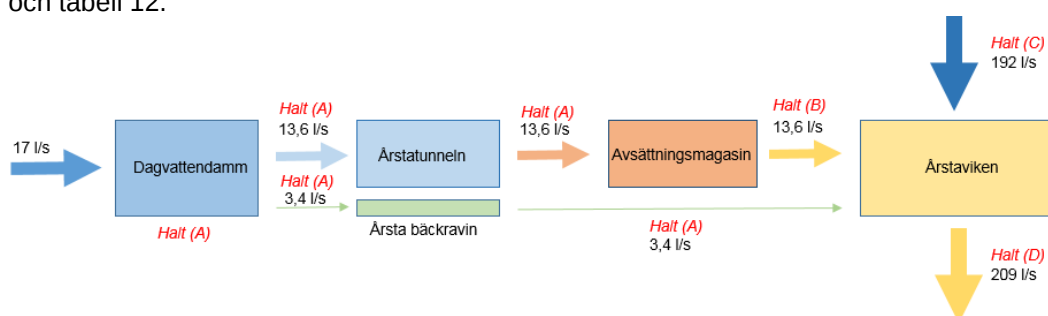 och tabell 12.
Halt (C)
192 l/s
Halt (A)
13,6 l/s
Halt (A)
13,6 l/s
Halt (B)
13,6 l/s
17 l/s
Dagvattendamm
Årstatunneln
Avsättningsmagasin
Årstaviken
Halt (A)
3,4 l/s
Halt (A)
Årsta bäckravin
Halt (A)
3,4 l/s
Halt (D)
209 l/s